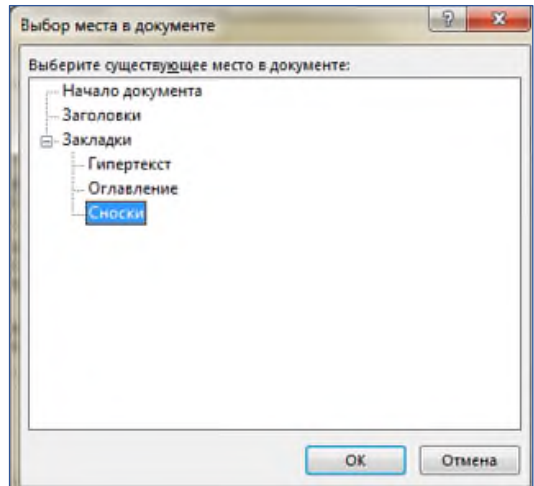 Выбор места в документе
?
Выберите существующее место в документе:
Начало документа
Заголовки
Закладки
Гипертекст
Оглавление
Сноски
ОК
Отмена